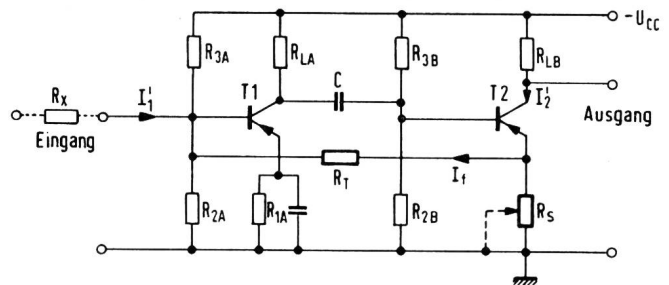 -U_CC
R_3A
R_LA
R_3B
R_LB
R_X
I'_1
T1
C
T2
I'_2
Eingang
Ausgang
R_T
I_f
R_2A
R_1A
R_2B
R_S